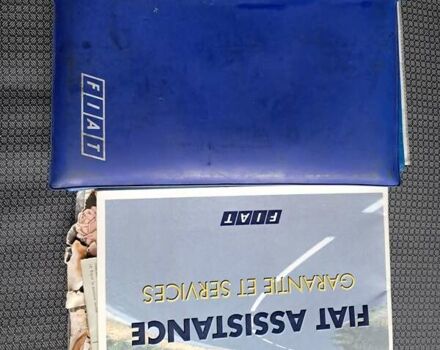 FIAT
FIAT
FIAT ASSISTANCE
GARANTIE ET SERVICES